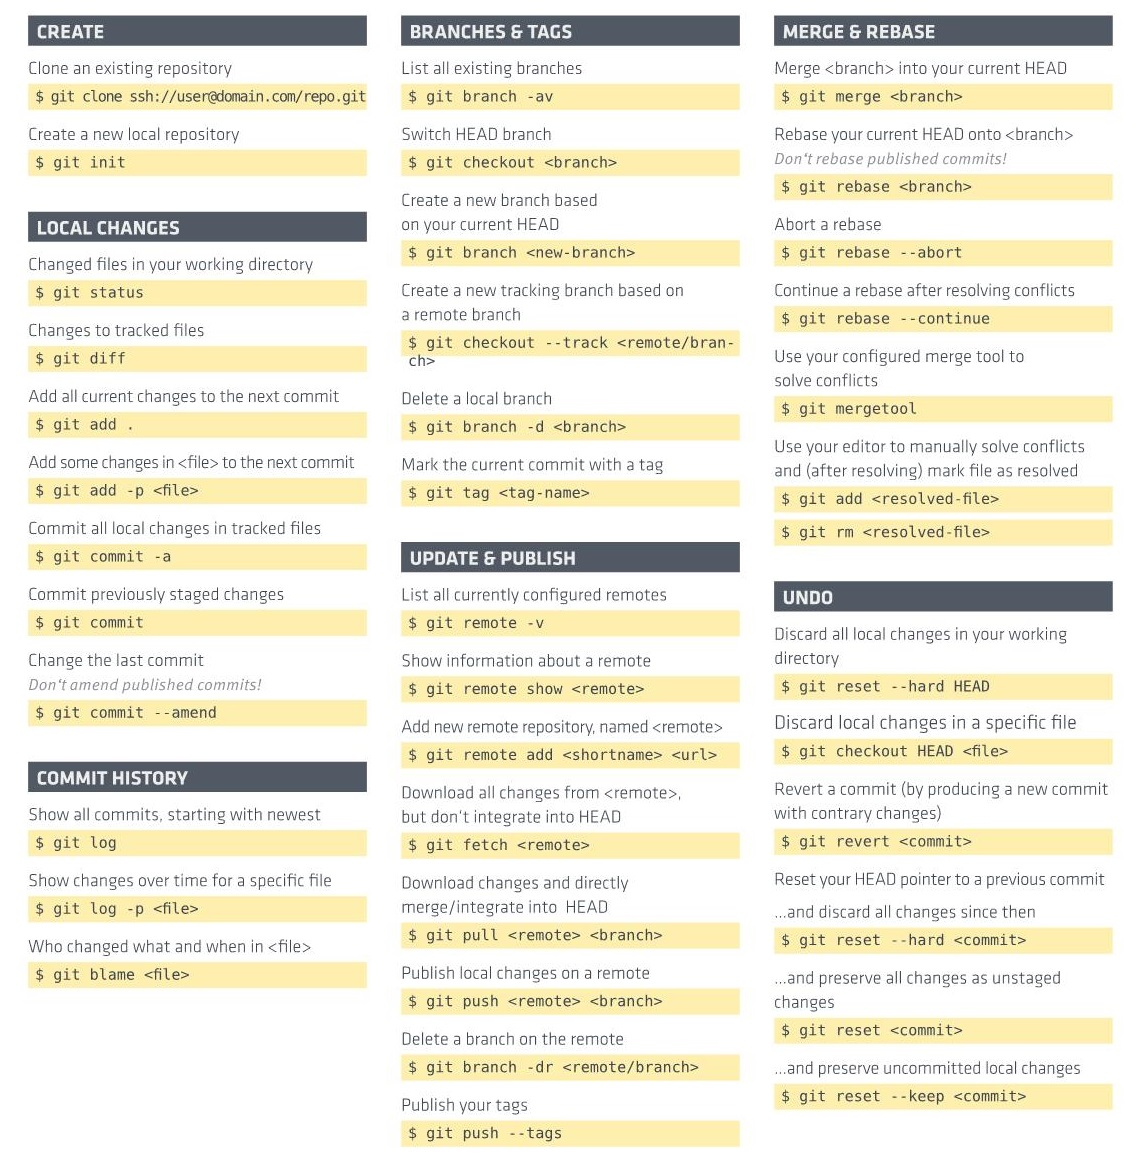 CREATE
Clone an existing repository
$ git clone ssh://user@domain.com/repo.git
Create a new local repository
$ git init
LOCAL CHANGES
Changed files in your working directory
$ git status
Changes to tracked files
$ git diff
Add all current changes to the next commit
$ git add .
Add some changes in <file> to the next commit
$ git add -p <file>
Commit all local changes in tracked files
$ git commit -a
Commit previously staged changes
$ git commit
Change the last commit
Don't amend published commits!
$ git commit --amend
COMMIT HISTORY
Show all commits, starting with newest
$ git log
Show changes over time for a specific file
$ git log -p <file>
Who changed what and when in <file>
$ git blame <file>
BRANCHES & TAGS
List all existing branches
$ git branch -av
Switch HEAD branch
$ git checkout <branch>
Create a new branch based
on your current HEAD
$ git branch <new-branch>
Create a new tracking branch based on
a remote branch
$ git checkout --track <remote/bran-
ch>
Delete a local branch
$ git branch -d <branch>
Mark the current commit with a tag
$ git tag <tag-name>
UPDATE & PUBLISH
List all currently configured remotes
$ git remote -v
Show information about a remote
$ git remote show <remote>
Add new remote repository, named <remote>
$ git remote add <shortname> <url>
Download all changes from <remote>,
but don't integrate into HEAD
$ git fetch <remote>
Download changes and directly
merge/integrate into HEAD
$ git pull <remote> <branch>
Publish local changes on a remote
$ git push <remote> <branch>
Delete a branch on the remote
$ git branch -dr <remote/branch>
Publish your tags
$ git push --tags
MERGE & REBASE
Merge <branch> into your current HEAD
$ git merge <branch>
Rebase your current HEAD onto <branch>
Don't rebase published commits!
$ git rebase <branch>
Abort a rebase
$ git rebase --abort
Continue a rebase after resolving conflicts
$ git rebase --continue
Use your configured merge tool to
solve conflicts
$ git mergetool
Use your editor to manually solve conflicts
and (after resolving) mark file as resolved
$ git add <resolved-file>
$ git rm <resolved-file>
UNDO
Discard all local changes in your working
directory
$ git reset --hard HEAD
Discard local changes in a specific file
$ git checkout HEAD <file>
Revert a commit (by producing a new commit
with contrary changes)
$ git revert <commit>
Reset your HEAD pointer to a previous commit
...and discard all changes since then
$ git reset --hard <commit>
...and preserve all changes as unstaged
changes
$ git reset <commit>
...and preserve uncommitted local changes
$ git reset --keep <commit>